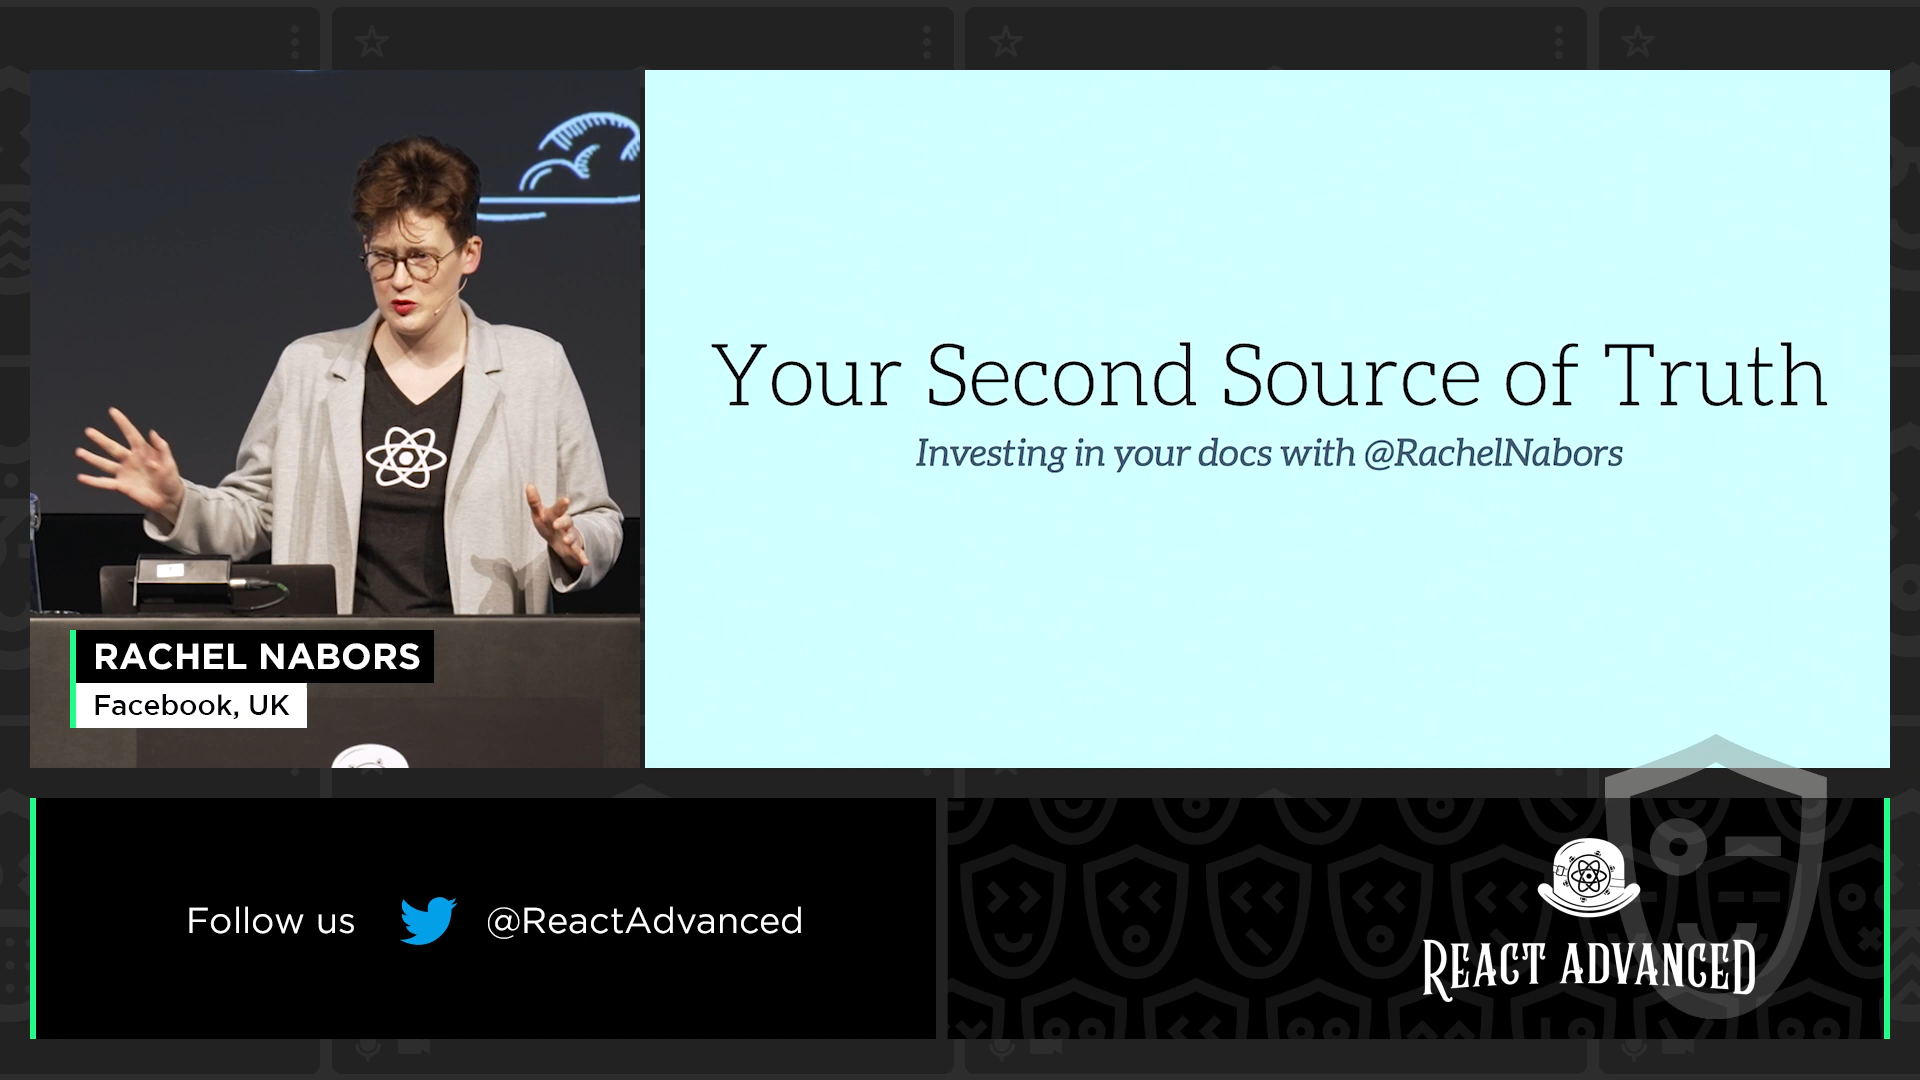 Your Second Source of Truth
Investing in your docs with @RachelNabors
RACHEL NABORS
Facebook, UK
Follow us @ReactAdvanced
REACT ADVANCED